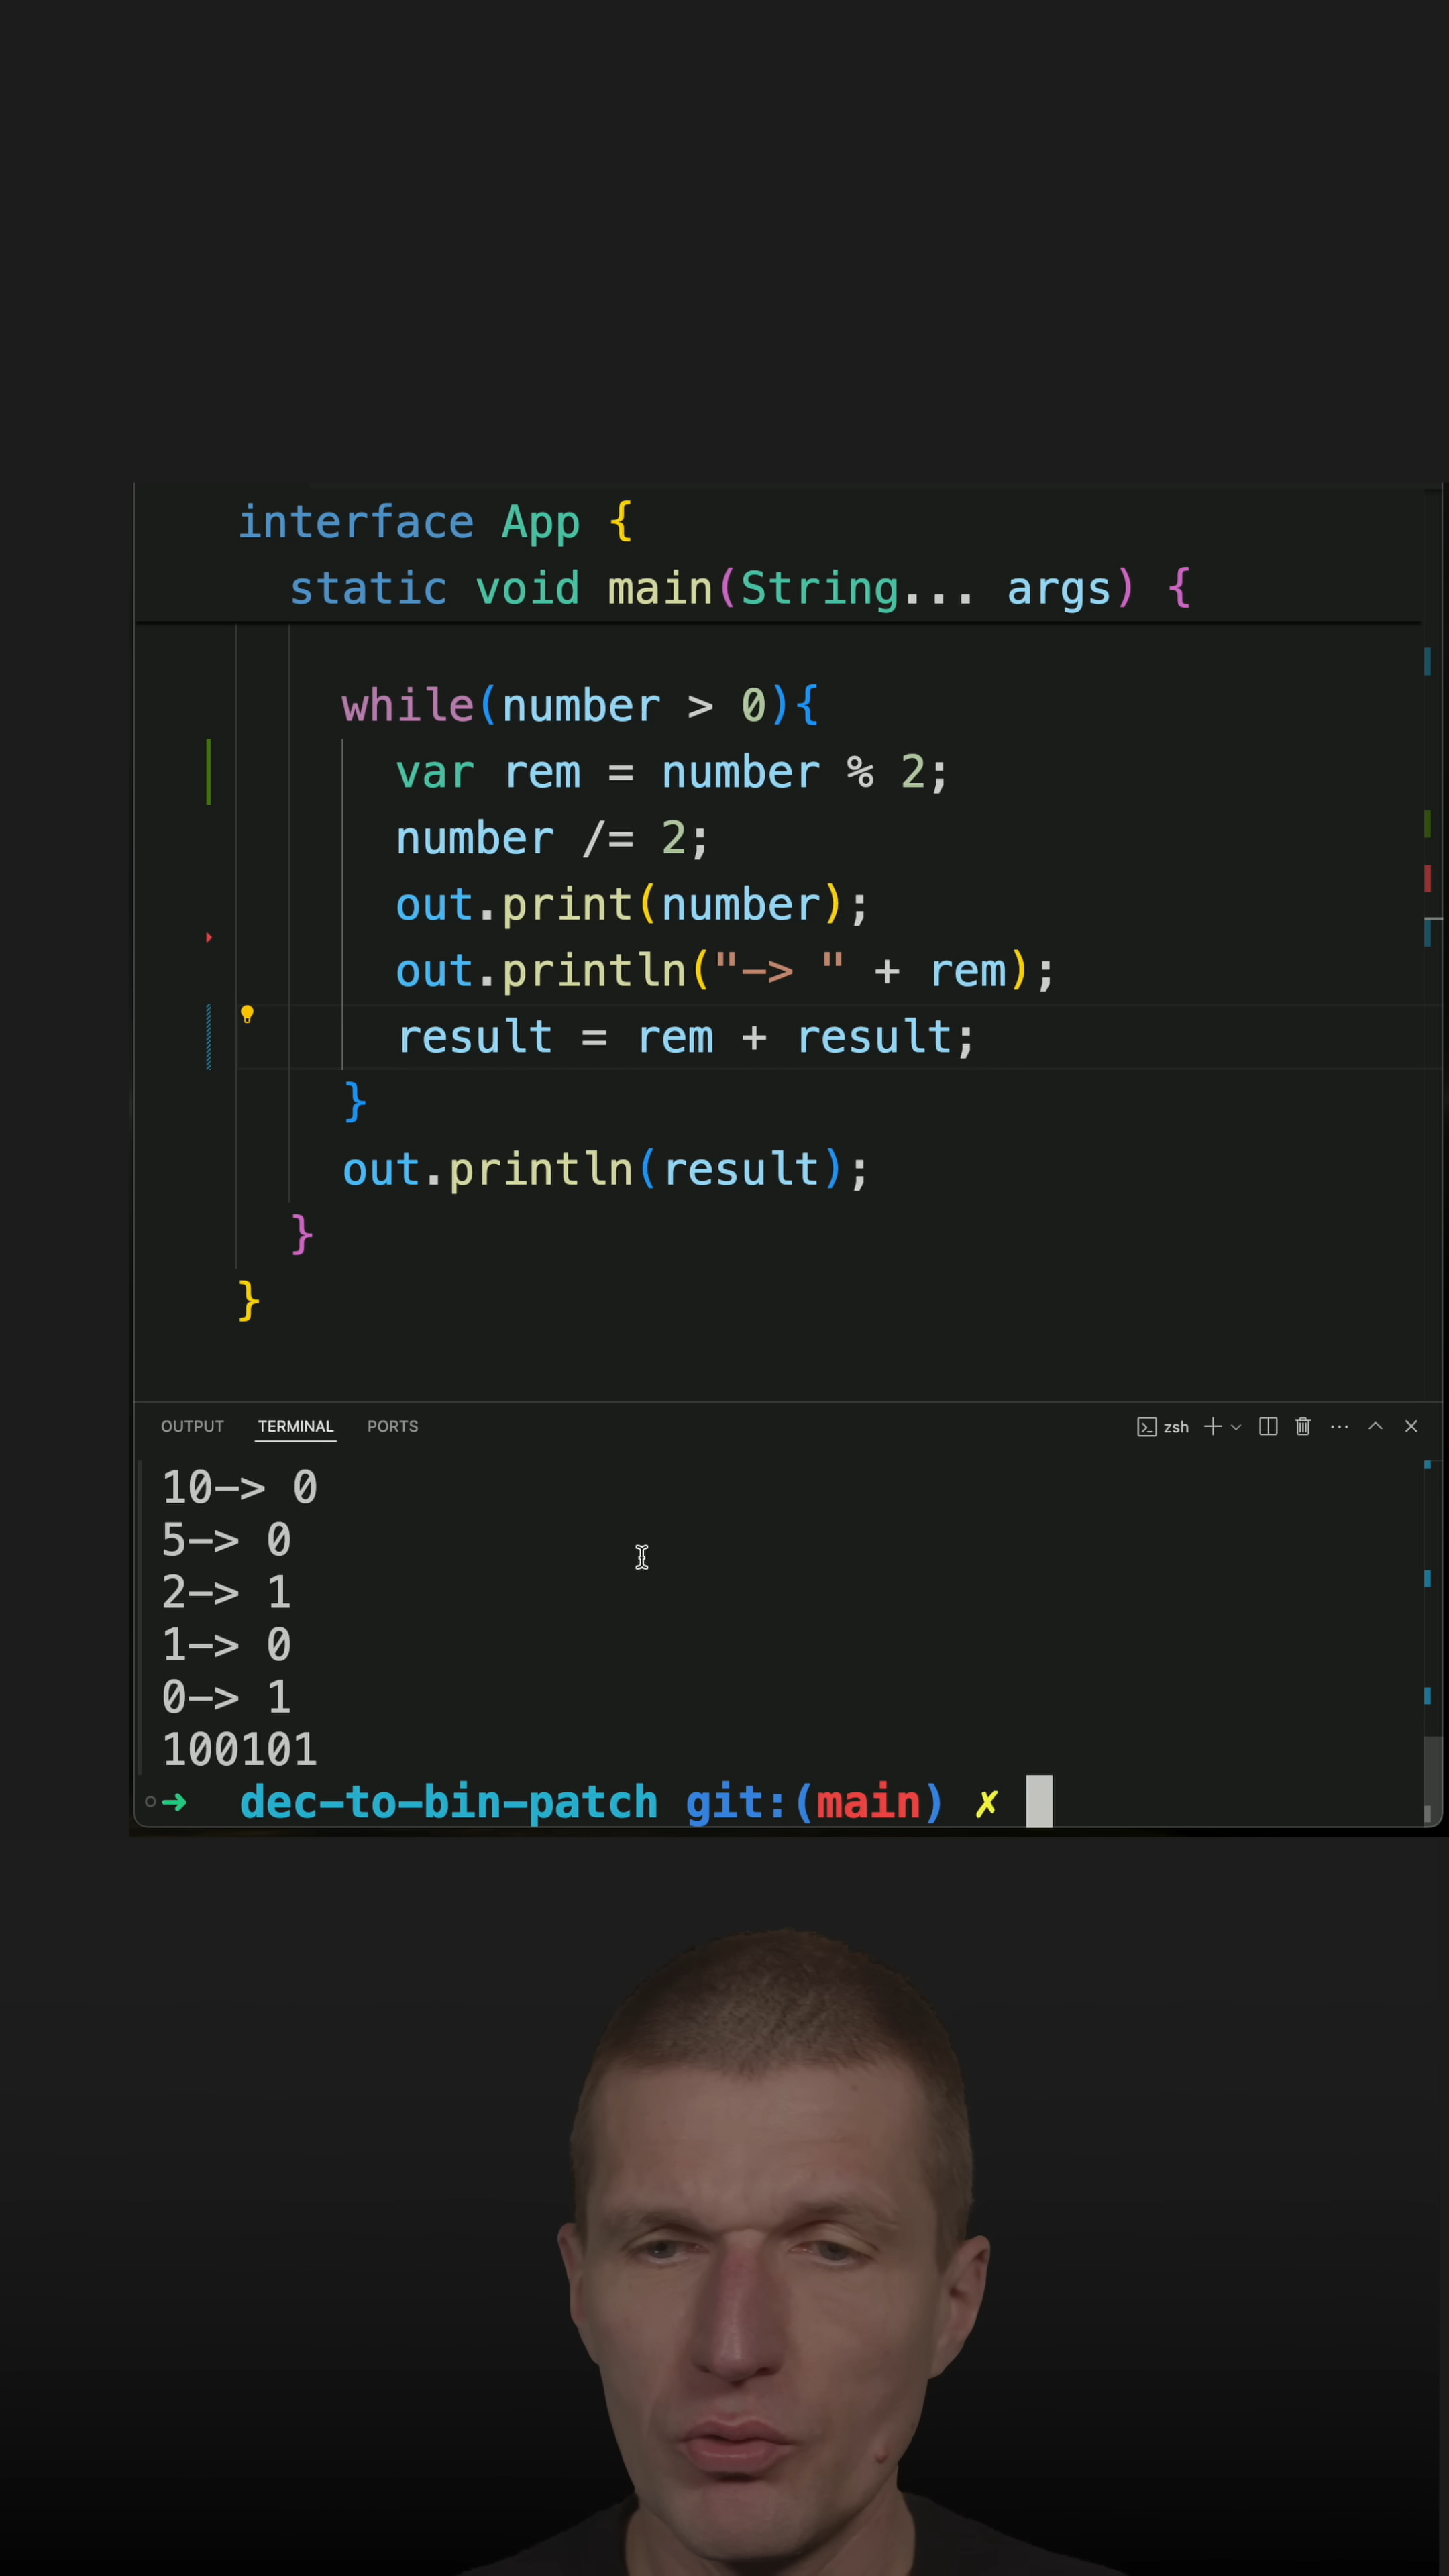 interface App {
static void main(String... args) {
while(number > 0){
var rem = number % 2;
number /= 2;
out.print(number);
out.println("-> " + rem);
result = rem + result;
}
out.println(result);
}
}
OUTPUT TERMINAL PORTS zsh
10-> 0
5-> 0
2-> 1
1-> 0
0-> 1
100101
➜ dec-to-bin-patch git:(main) ✗